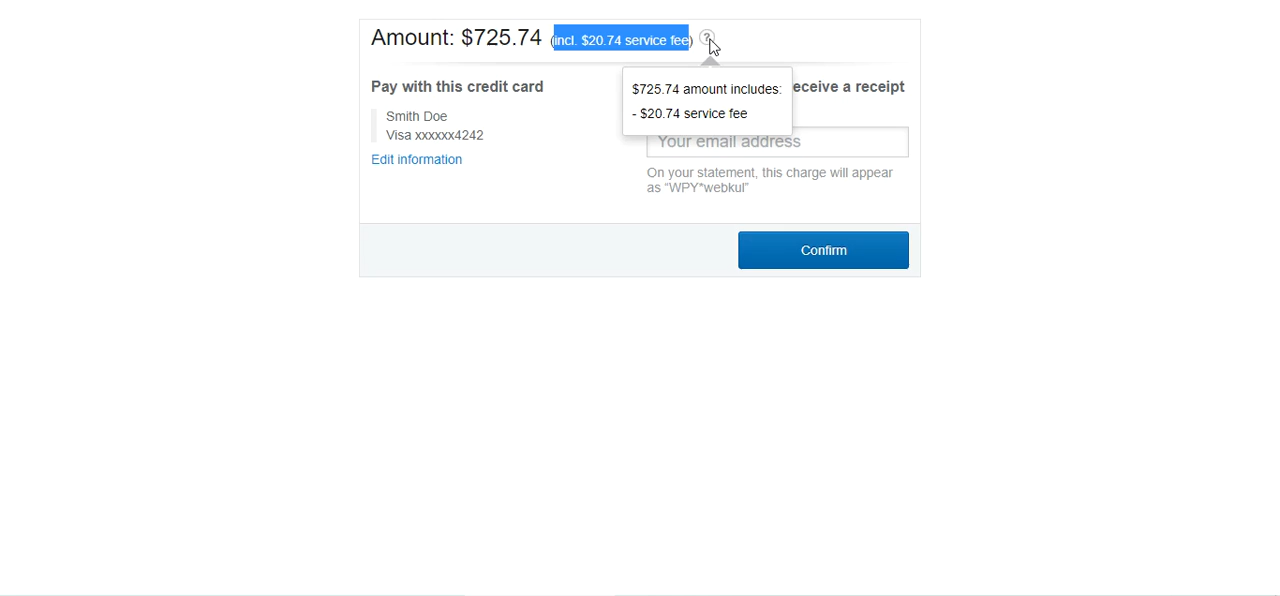 Amount: $725.74 (incl. $20.74 service fee) ?
$725.74 amount includes:
- $20.74 service fee
Pay with this credit card
Smith Doe
Visa xxxxxx4242
Edit information
receive a receipt
Your email address
On your statement, this charge will appear
as “WPY*webkul”
Confirm